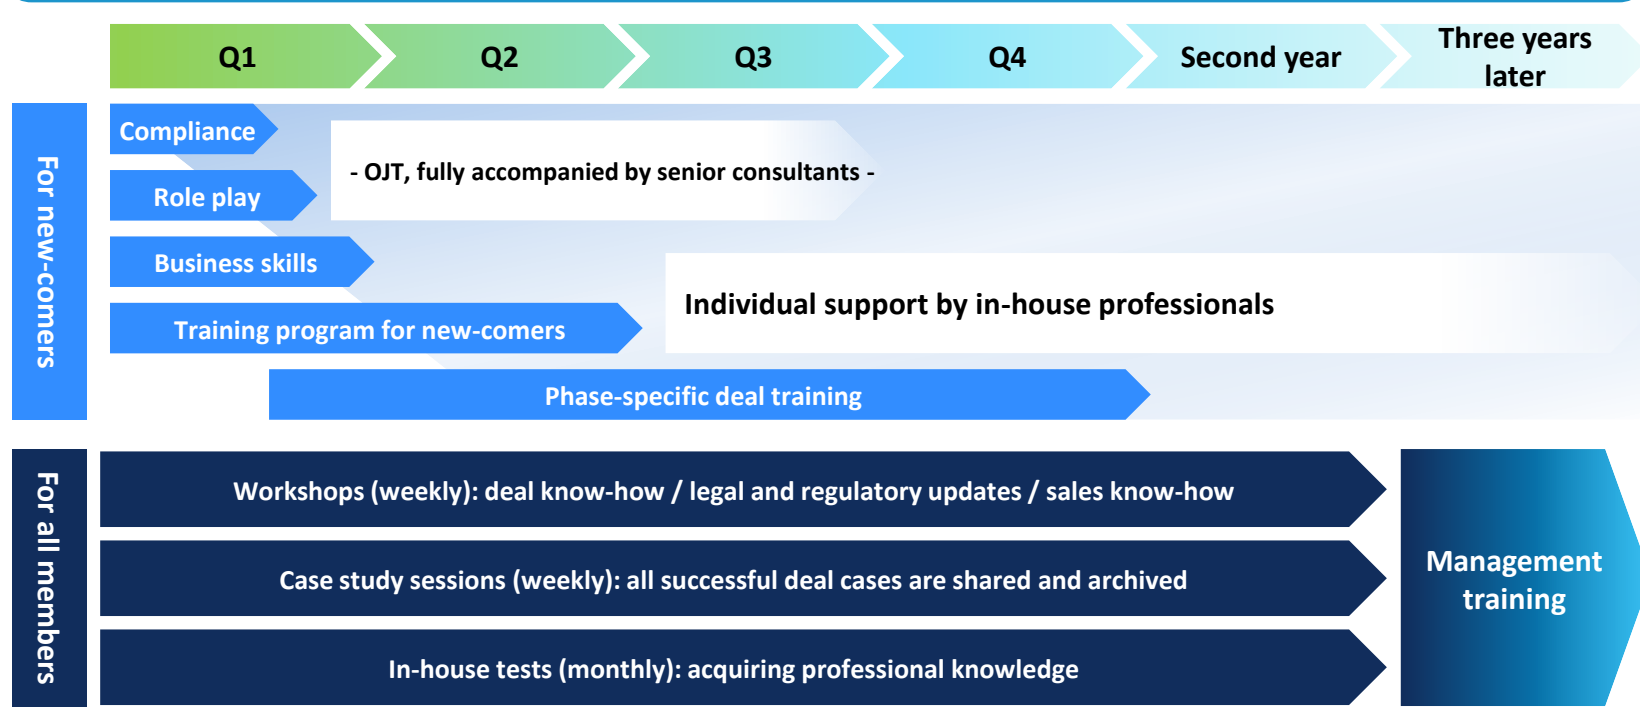 Q1
Q2
Q3
Q4
Second year
Three years
later
For new-comers
Compliance
- OJT, fully accompanied by senior consultants -
Role play
Business skills
Individual support by in-house professionals
Training program for new-comers
Phase-specific deal training
For all members
Workshops (weekly): deal know-how / legal and regulatory updates / sales know-how
Case study sessions (weekly): all successful deal cases are shared and archived
In-house tests (monthly): acquiring professional knowledge
Management
training